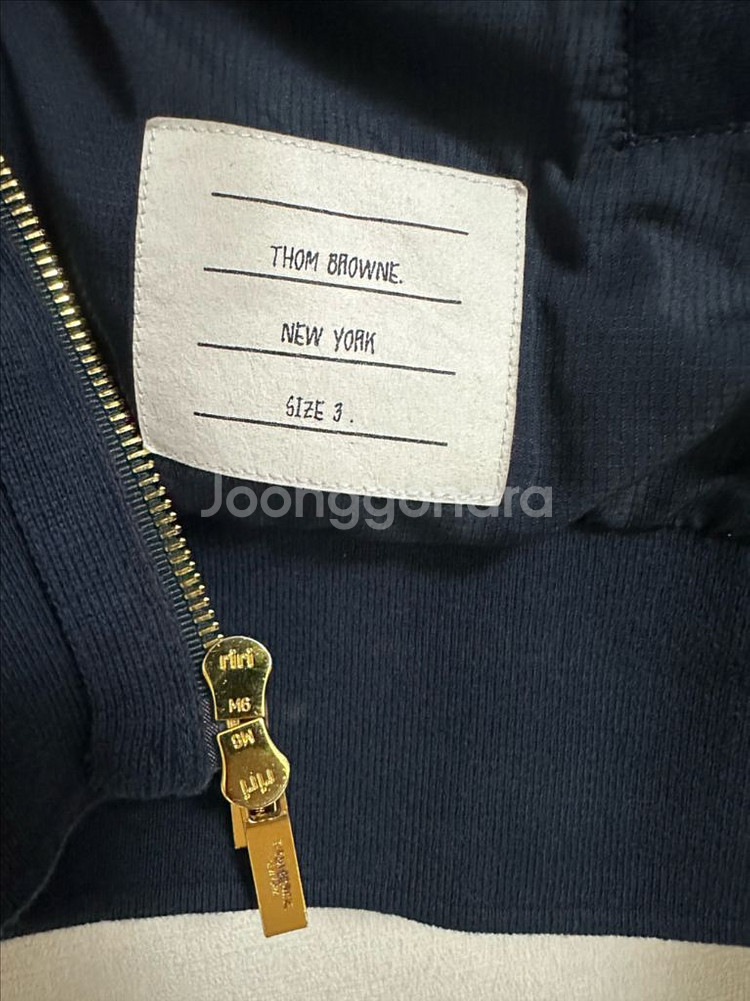 THOM BROWNE.
NEW YORK
SIZE 3.
Joonggonara
riri
M6
M6
riri